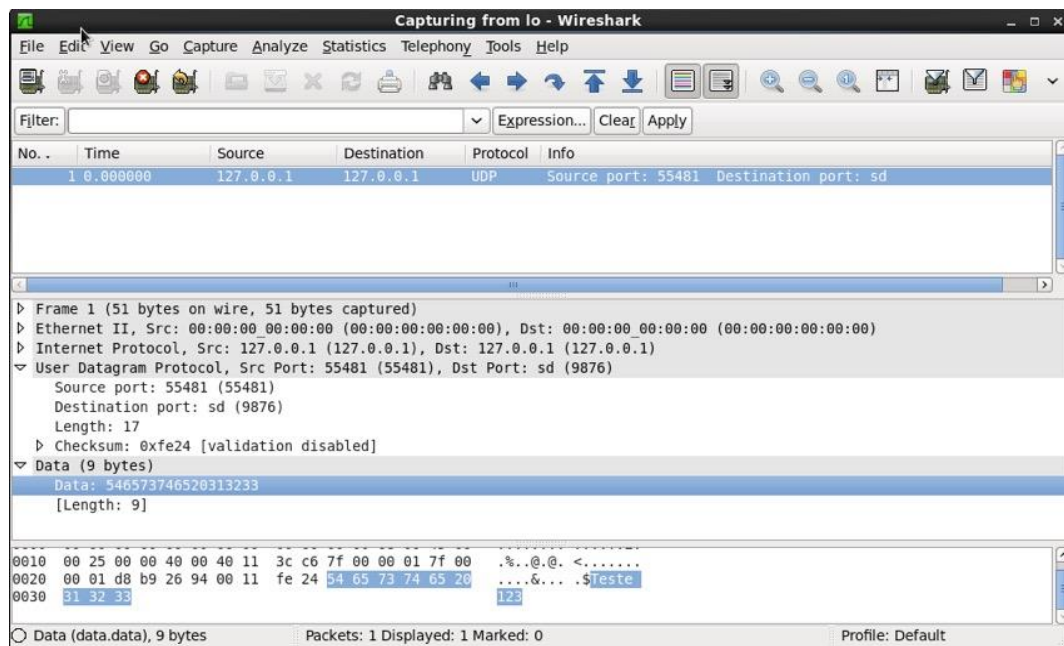 Capturing from lo - Wireshark
File Edit View Go Capture Analyze Statistics Telephony Tools Help
Filter: Expression... Clear Apply
No. . Time Source Destination Protocol Info
1 0.000000 127.0.0.1 127.0.0.1 UDP Source port: 55481 Destination port: sd
Frame 1 (51 bytes on wire, 51 bytes captured)
Ethernet II, Src: 00:00:00_00:00:00 (00:00:00:00:00:00), Dst: 00:00:00_00:00:00 (00:00:00:00:00:00)
Internet Protocol, Src: 127.0.0.1 (127.0.0.1), Dst: 127.0.0.1 (127.0.0.1)
User Datagram Protocol, Src Port: 55481 (55481), Dst Port: sd (9876)
Source port: 55481 (55481)
Destination port: sd (9876)
Length: 17
Checksum: 0xfe24 [validation disabled]
Data (9 bytes)
Data: 546573746520313233
[Length: 9]
0010 00 25 00 00 40 00 40 11 3c c6 7f 00 00 01 7f 00 .%..@.@. <.......
0020 00 01 d8 b9 26 94 00 11 fe 24 54 65 73 74 65 20 ....&... .$Teste
0030 31 32 33 123
Data (data.data), 9 bytes Packets: 1 Displayed: 1 Marked: 0 Profile: Default